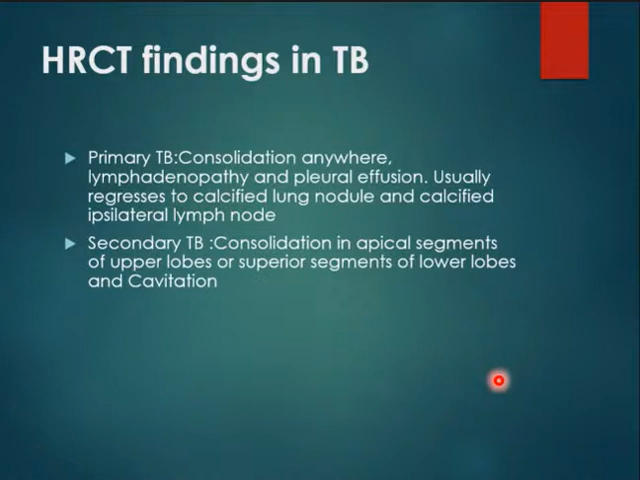 HRCT findings in TB
Primary TB:Consolidation anywhere,
lymphadenopathy and pleural effusion. Usually
regresses to calcified lung nodule and calcified
ipsilateral lymph node
Secondary TB :Consolidation in apical segments
of upper lobes or superior segments of lower lobes
and Cavitation